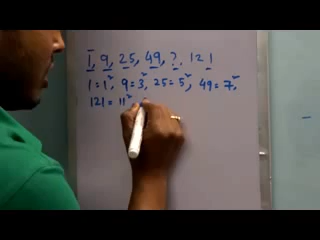 1, 9, 25, 49, ?, 121
1 = 1², 9 = 3², 25 = 5², 49 = 7²,
121 = 11²